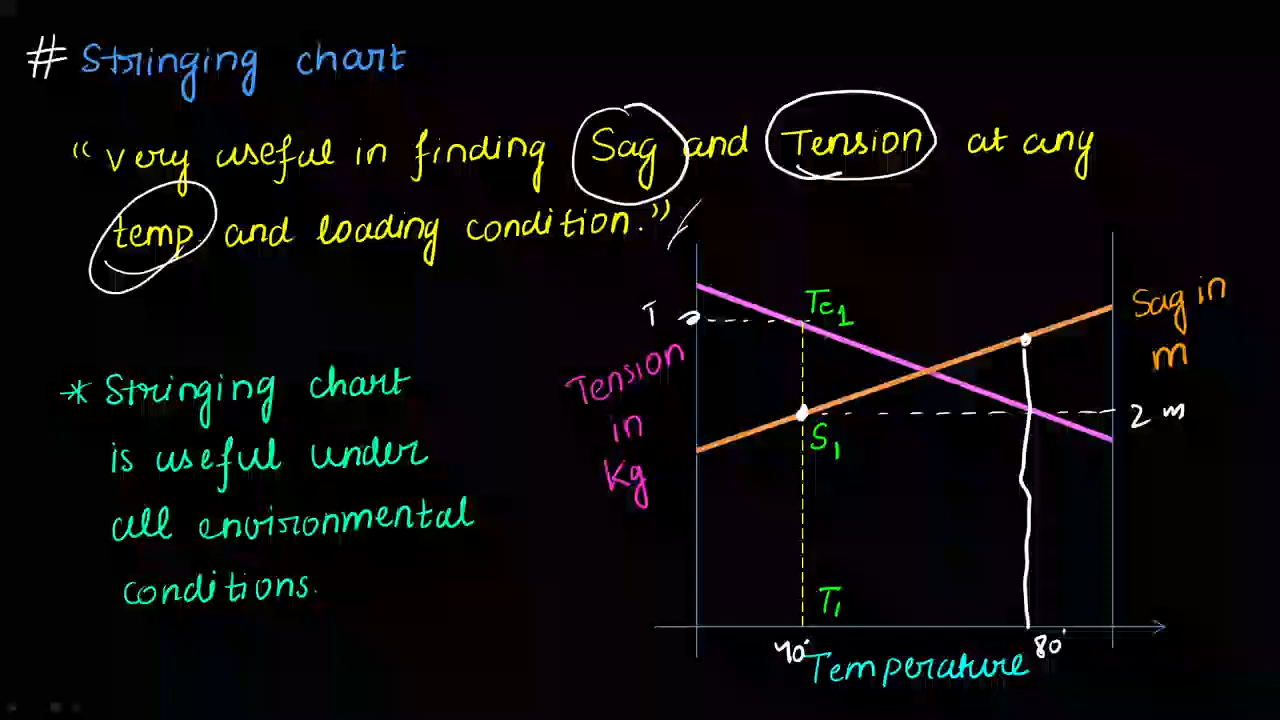 # Stringing chart
"very useful in finding Sag and Tension at any
temp. and loading condition."
* Stringing chart
is useful under
all environmental
conditions.
T
Tension
in
Kg
Te1
S1
T1
Sag in
m
2 m
40°
80°
Temperature